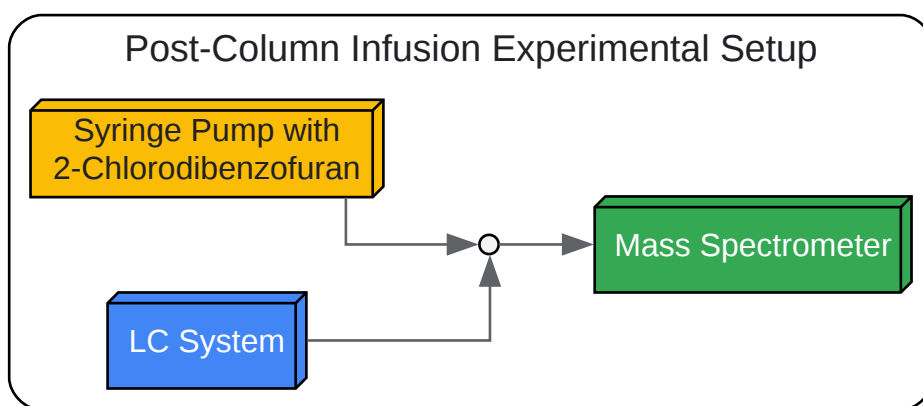 Post-Column Infusion Experimental Setup
Syringe Pump with
2-Chlorodibenzofuran
Mass Spectrometer
LC System